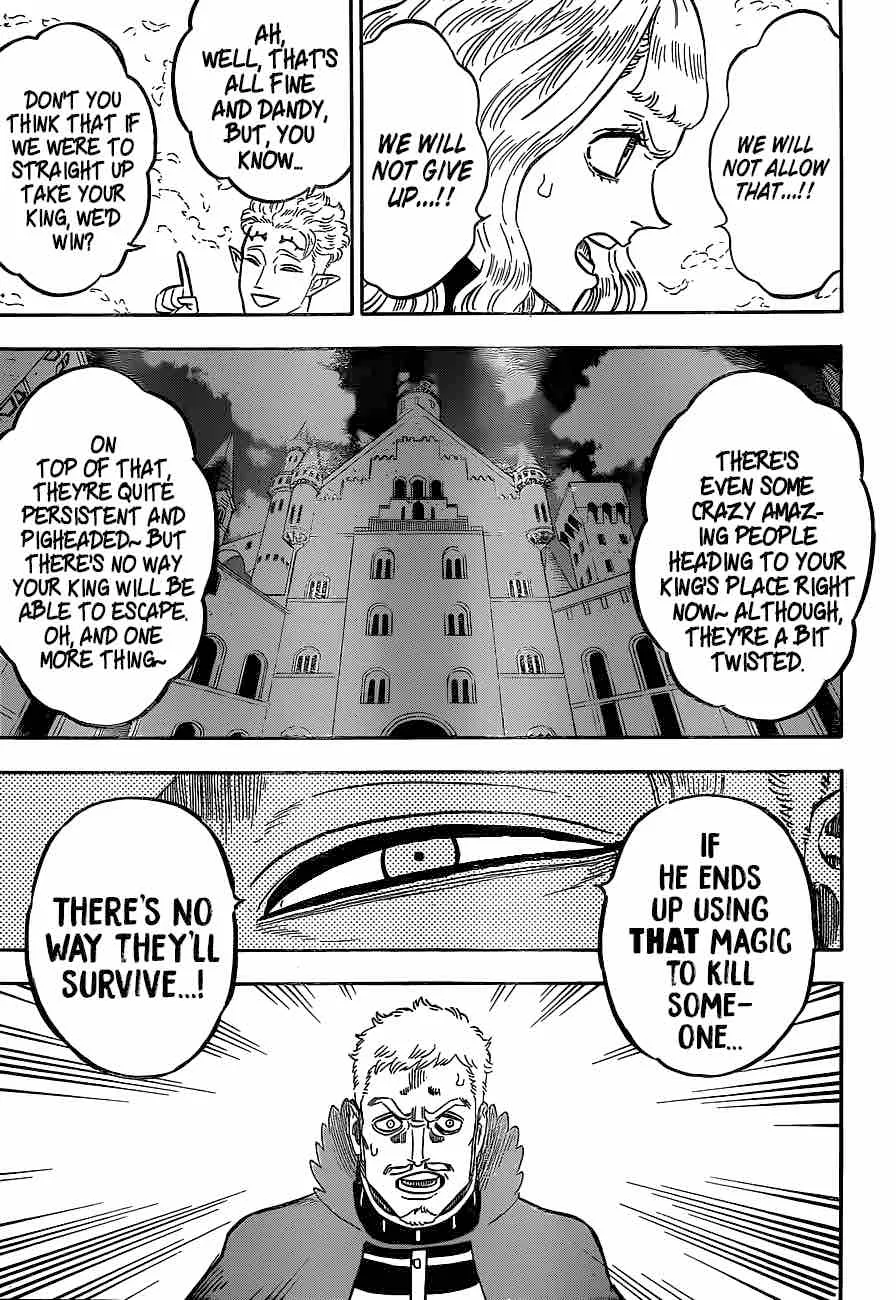 WE WILL
NOT ALLOW
THAT...!!
WE WILL
NOT GIVE
UP...!!
AH,
WELL, THAT'S
ALL FINE
AND DANDY,
BUT, YOU
KNOW...
DON'T YOU
THINK THAT IF
WE WERE TO
STRAIGHT UP
TAKE YOUR
KING, WE'D
WIN?
THERE'S
EVEN SOME
CRAZY AMAZ-
ING PEOPLE
HEADING TO YOUR
KING'S PLACE RIGHT
NOW~ ALTHOUGH,
THEY'RE A BIT
TWISTED.
ON
TOP OF THAT,
THEY'RE QUITE
PERSISTENT AND
PIGHEADED~ BUT
THERE'S NO WAY
YOUR KING WILL BE
ABLE TO ESCAPE.
OH, AND ONE
MORE THING~
IF
HE ENDS
UP USING
THAT MAGIC
TO KILL
SOME-
ONE...
THERE'S NO
WAY THEY'LL
SURVIVE...!